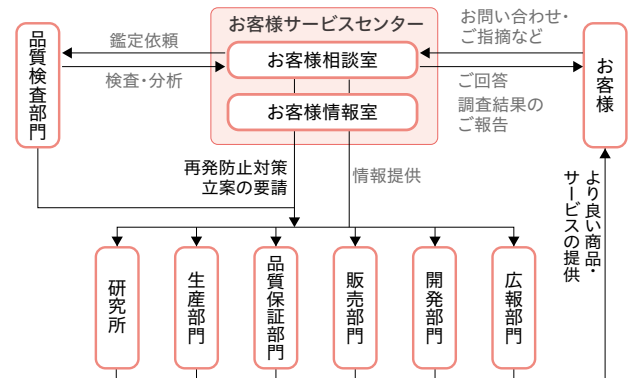 お客様サービスセンター
品質検査部門
鑑定依頼
検査・分析
お客様相談室
お客様情報室
お問い合わせ・
ご指摘など
ご回答
調査結果の
ご報告
お客様
再発防止対策
立案の要請
情報提供
より良い商品・
サービスの提供
研究所
生産部門
品質保証部門
販売部門
開発部門
広報部門